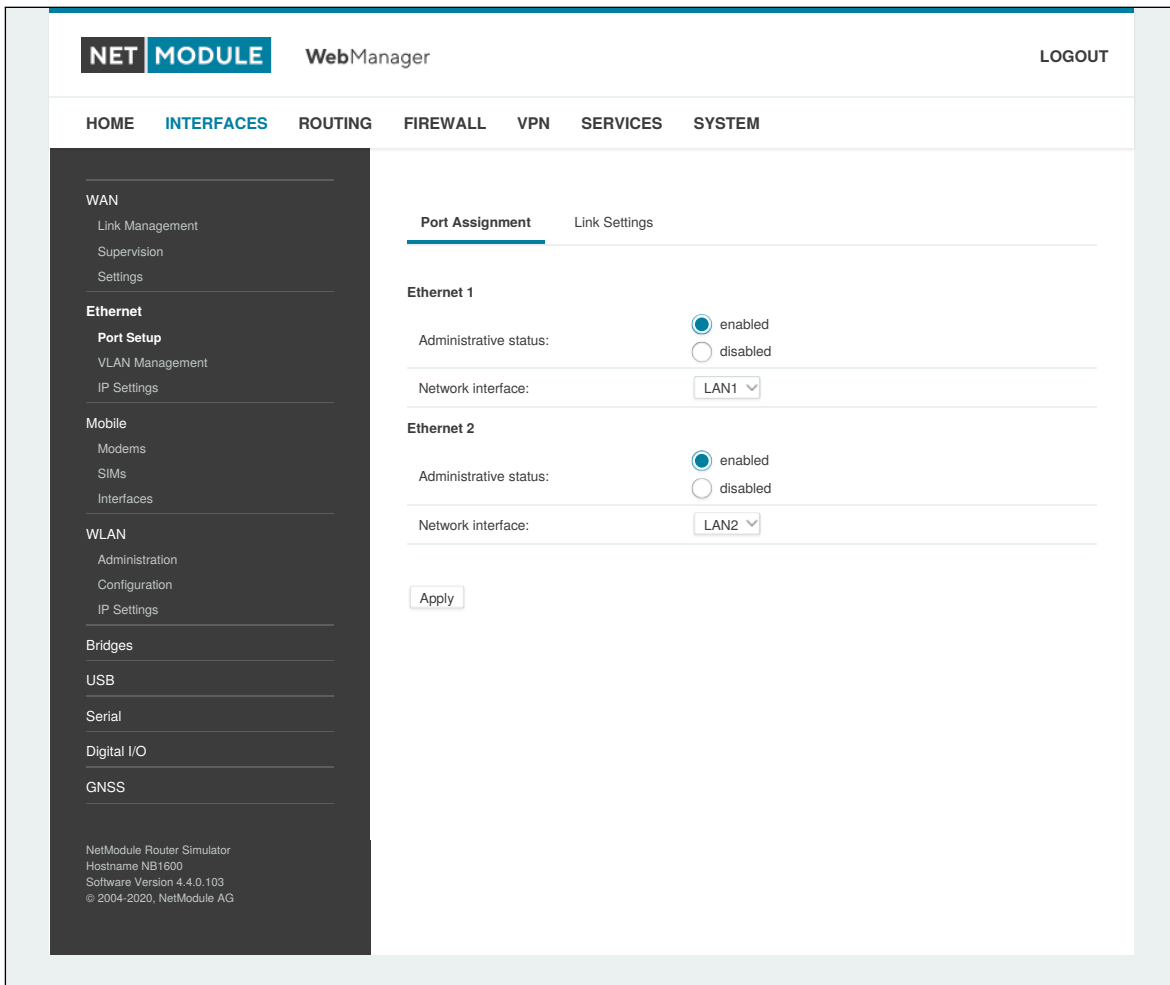 NET MODULE WebManager LOGOUT
HOME INTERFACES ROUTING FIREWALL VPN SERVICES SYSTEM
WAN
Link Management
Supervision
Settings
Ethernet
Port Setup
VLAN Management
IP Settings
Mobile
Modems
SIMs
Interfaces
WLAN
Administration
Configuration
IP Settings
Bridges
USB
Serial
Digital I/O
GNSS
NetModule Router Simulator
Hostname NB1600
Software Version 4.4.0.103
© 2004-2020, NetModule AG
Port Assignment Link Settings
Ethernet 1
Administrative status:
enabled
disabled
Network interface: LAN1
Ethernet 2
Administrative status:
enabled
disabled
Network interface: LAN2
Apply